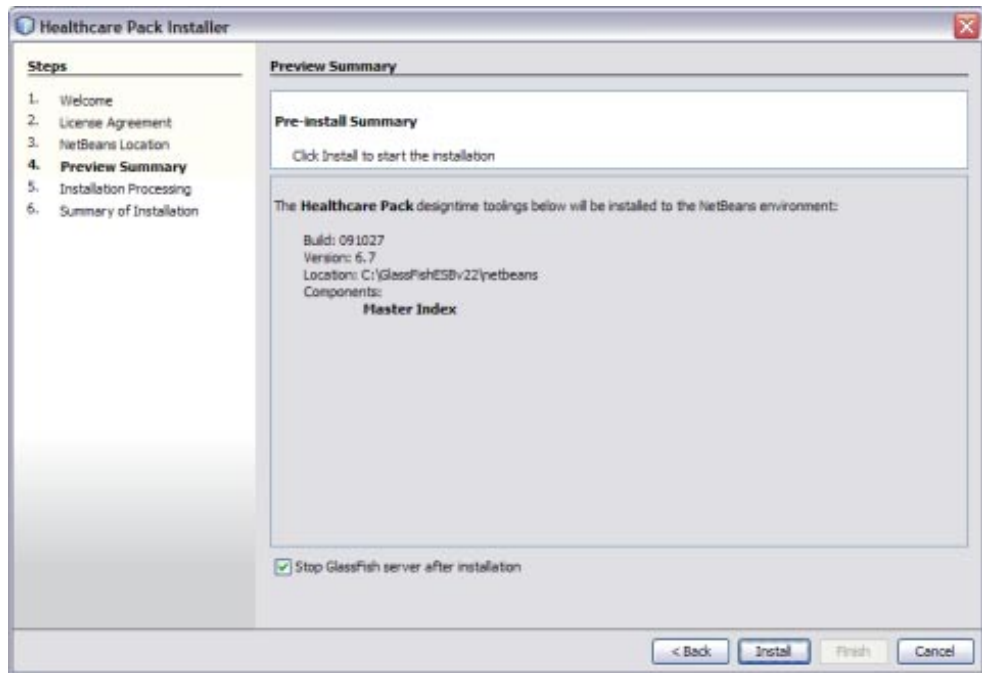 Healthcare Pack Installer
Steps
1. Welcome
2. License Agreement
3. NetBeans Location
4. Preview Summary
5. Installation Processing
6. Summary of Installation
Preview Summary
Pre-install Summary
Click Install to start the installation
The Healthcare Pack designtime toolings below will be installed to the NetBeans environment:
Build: 091027
Version: 6.7
Location: C:\GlassFishESBv22\netbeans
Components:
Master Index
Stop GlassFish server after installation
< Back Install Finish Cancel